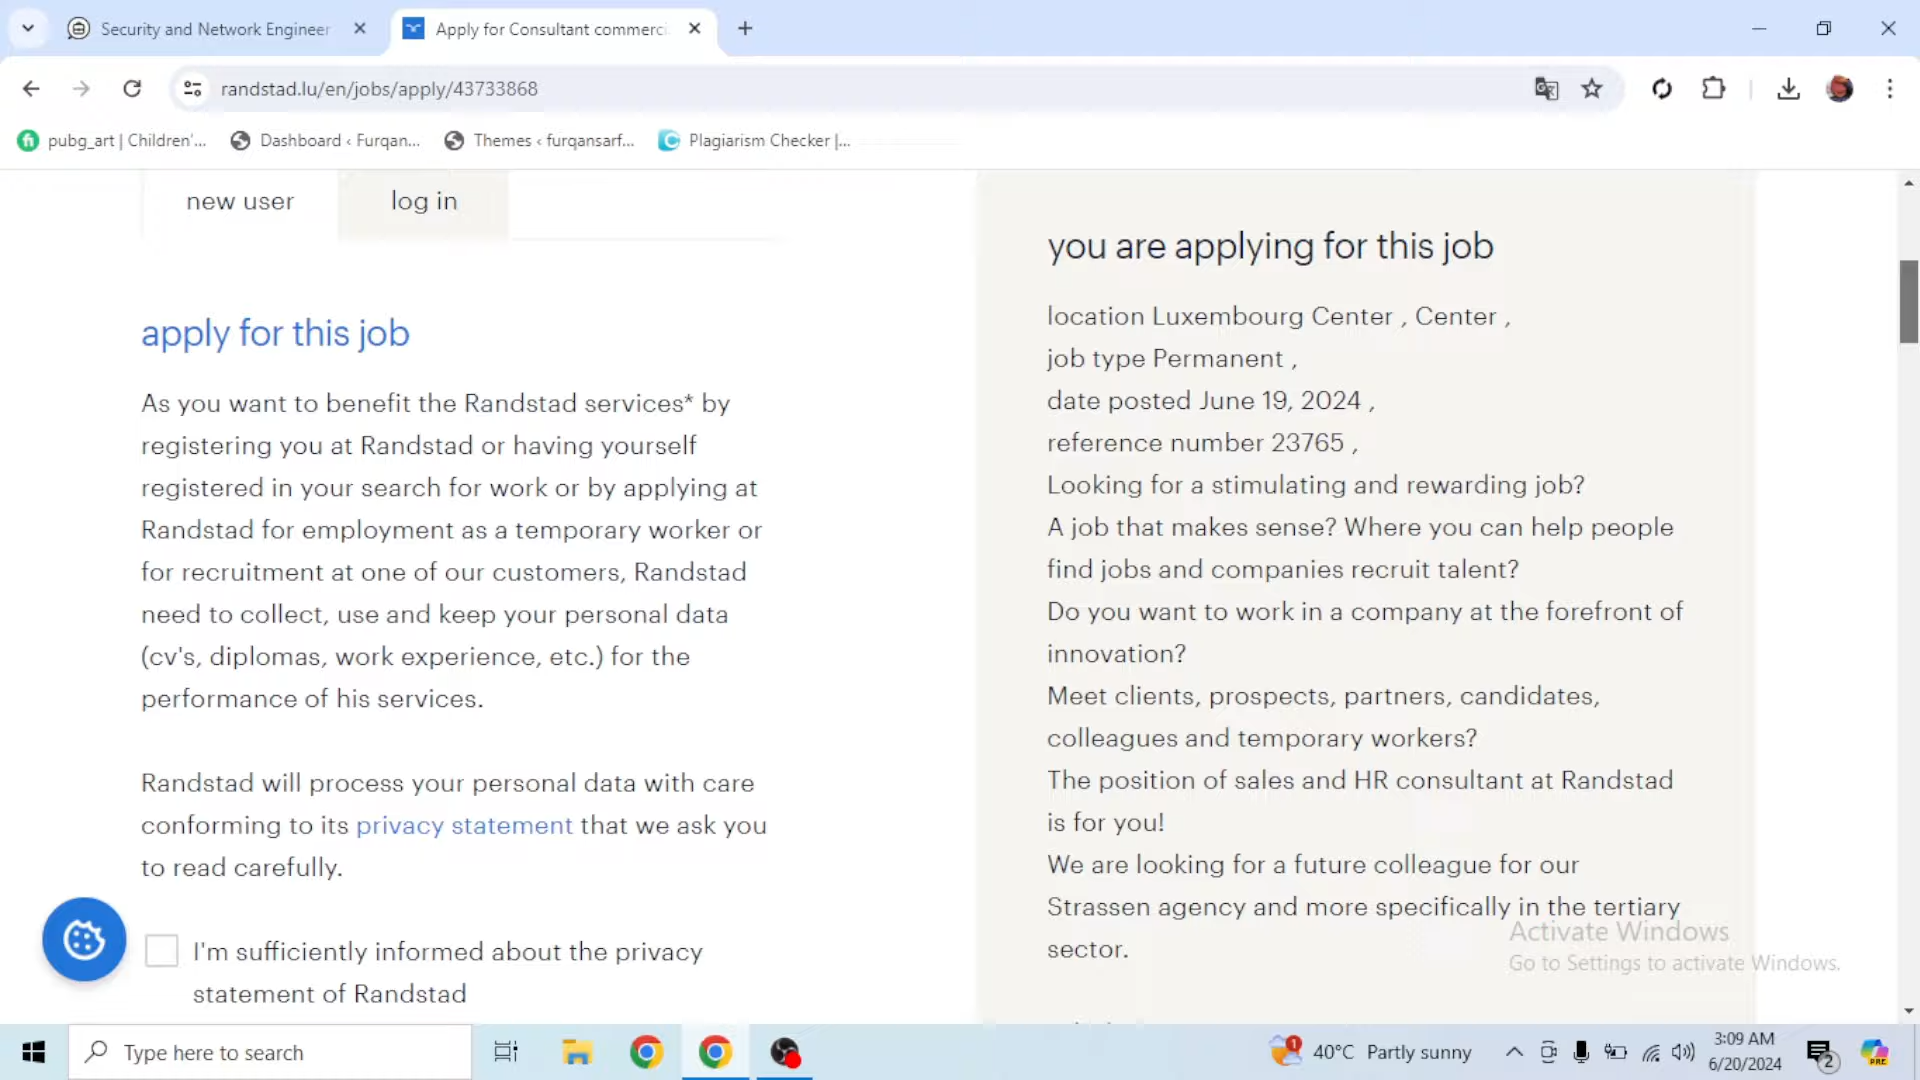 Security and Network Engineer
Apply for Consultant commerci
randstad.lu/en/jobs/apply/43733868
pubg_art | Children'...
Dashboard ‹ Furqan...
Themes ‹ furqansarf...
Plagiarism Checker |...
new user
log in
apply for this job
As you want to benefit the Randstad services* by
registering you at Randstad or having yourself
registered in your search for work or by applying at
Randstad for employment as a temporary worker or
for recruitment at one of our customers, Randstad
need to collect, use and keep your personal data
(cv's, diplomas, work experience, etc.) for the
performance of his services.
Randstad will process your personal data with care
conforming to its privacy statement that we ask you
to read carefully.
I'm sufficiently informed about the privacy
statement of Randstad
you are applying for this job
location Luxembourg Center , Center ,
job type Permanent ,
date posted June 19, 2024 ,
reference number 23765 ,
Looking for a stimulating and rewarding job?
A job that makes sense? Where you can help people
find jobs and companies recruit talent?
Do you want to work in a company at the forefront of
innovation?
Meet clients, prospects, partners, candidates,
colleagues and temporary workers?
The position of sales and HR consultant at Randstad
is for you!
We are looking for a future colleague for our
Strassen agency and more specifically in the tertiary
sector.
Activate Windows
Go to Settings to activate Windows.
Type here to search
1
40°C Partly sunny
3:09 AM
6/20/2024
2
PRE